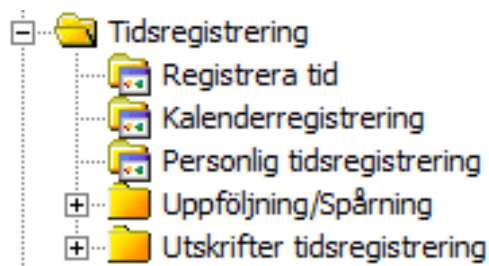 Tidsregistrering
Registrera tid
Kalenderregistrering
Personlig tidsregistrering
Uppföljning/Spårning
Utskrifter tidsregistrering